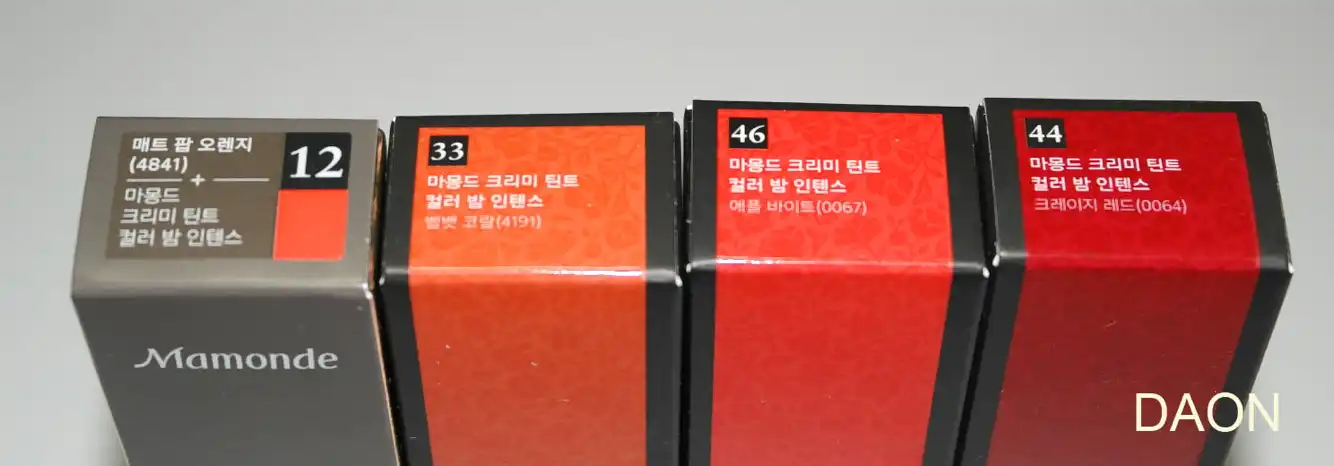 매트 팝 오렌지
(4841)
+
마몽드
크리미 틴트
컬러 밤 인텐스
12
Mamonde
33
마몽드 크리미 틴트
컬러 밤 인텐스
벨벳 코랄(4191)
46
마몽드 크리미 틴트
컬러 밤 인텐스
애플 바이트(0067)
44
마몽드 크리미 틴트
컬러 밤 인텐스
크레이지 레드(0064)
DAON